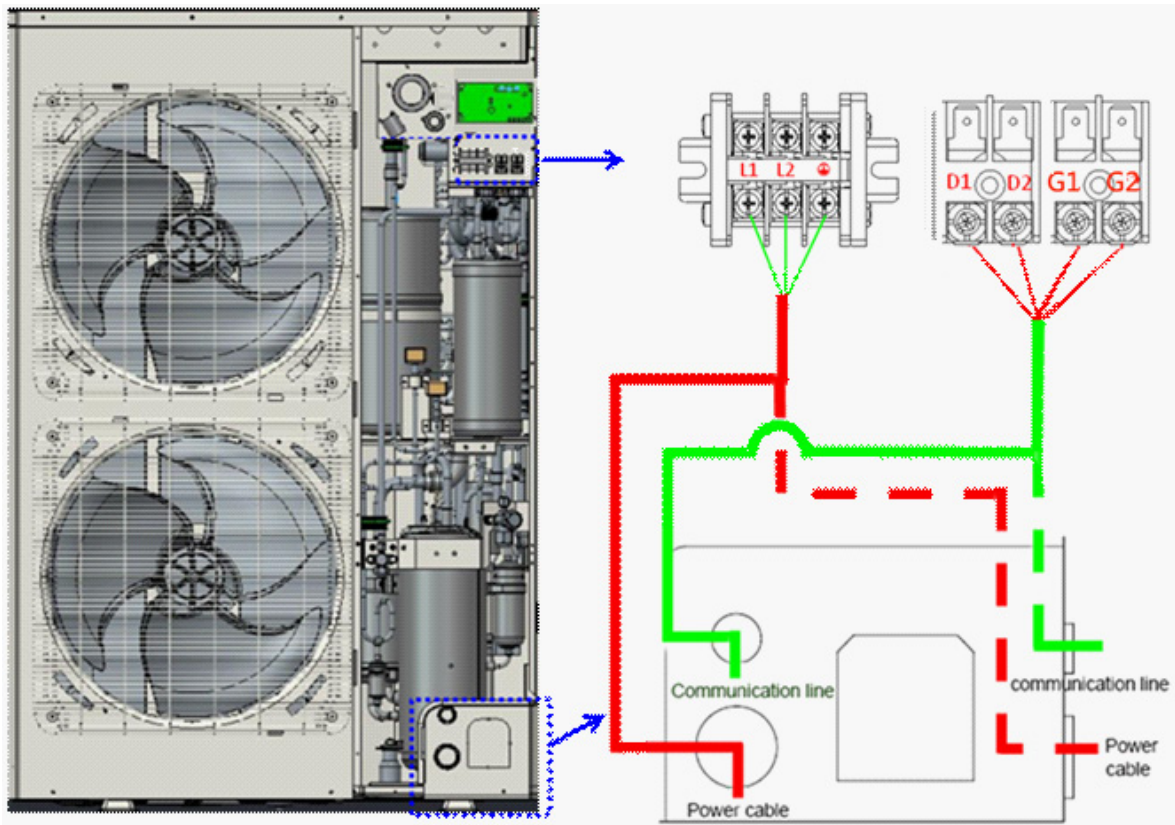 L1 L2
D1 D2 G1 G2
Communication line
communication line
Power
cable
Power cable